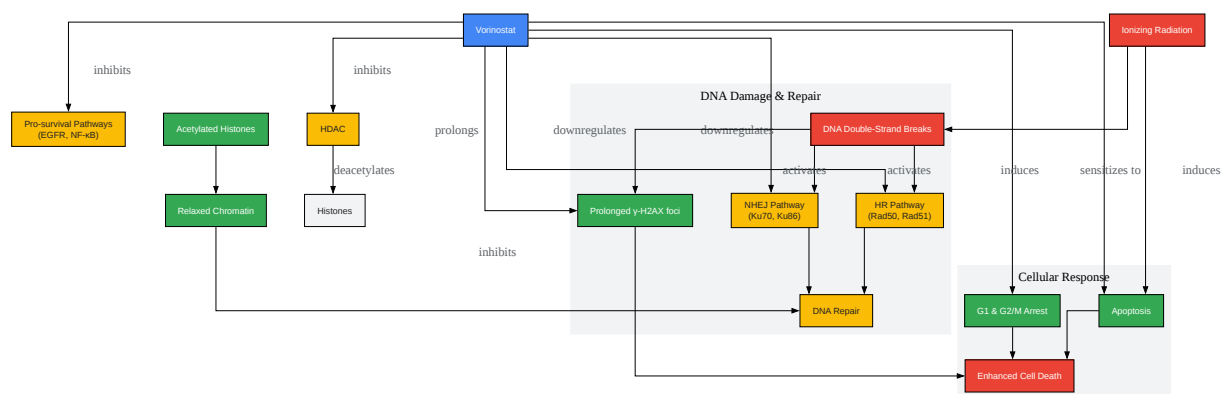 Vorinostat
Ionizing Radiation
inhibits
inhibits
DNA Damage & Repair
Pro-survival Pathways
(EGFR, NF-κB)
Acetylated Histones
HDAC
prolongs
downregulates
downregulates
DNA Double-Strand Breaks
deacetylates
activates
activates
induces
sensitizes to
induces
Relaxed Chromatin
Histones
Prolonged γ-H2AX foci
NHEJ Pathway
(Ku70, Ku86)
HR Pathway
(Rad50, Rad51)
inhibits
Cellular Response
DNA Repair
G1 & G2/M Arrest
Apoptosis
Enhanced Cell Death